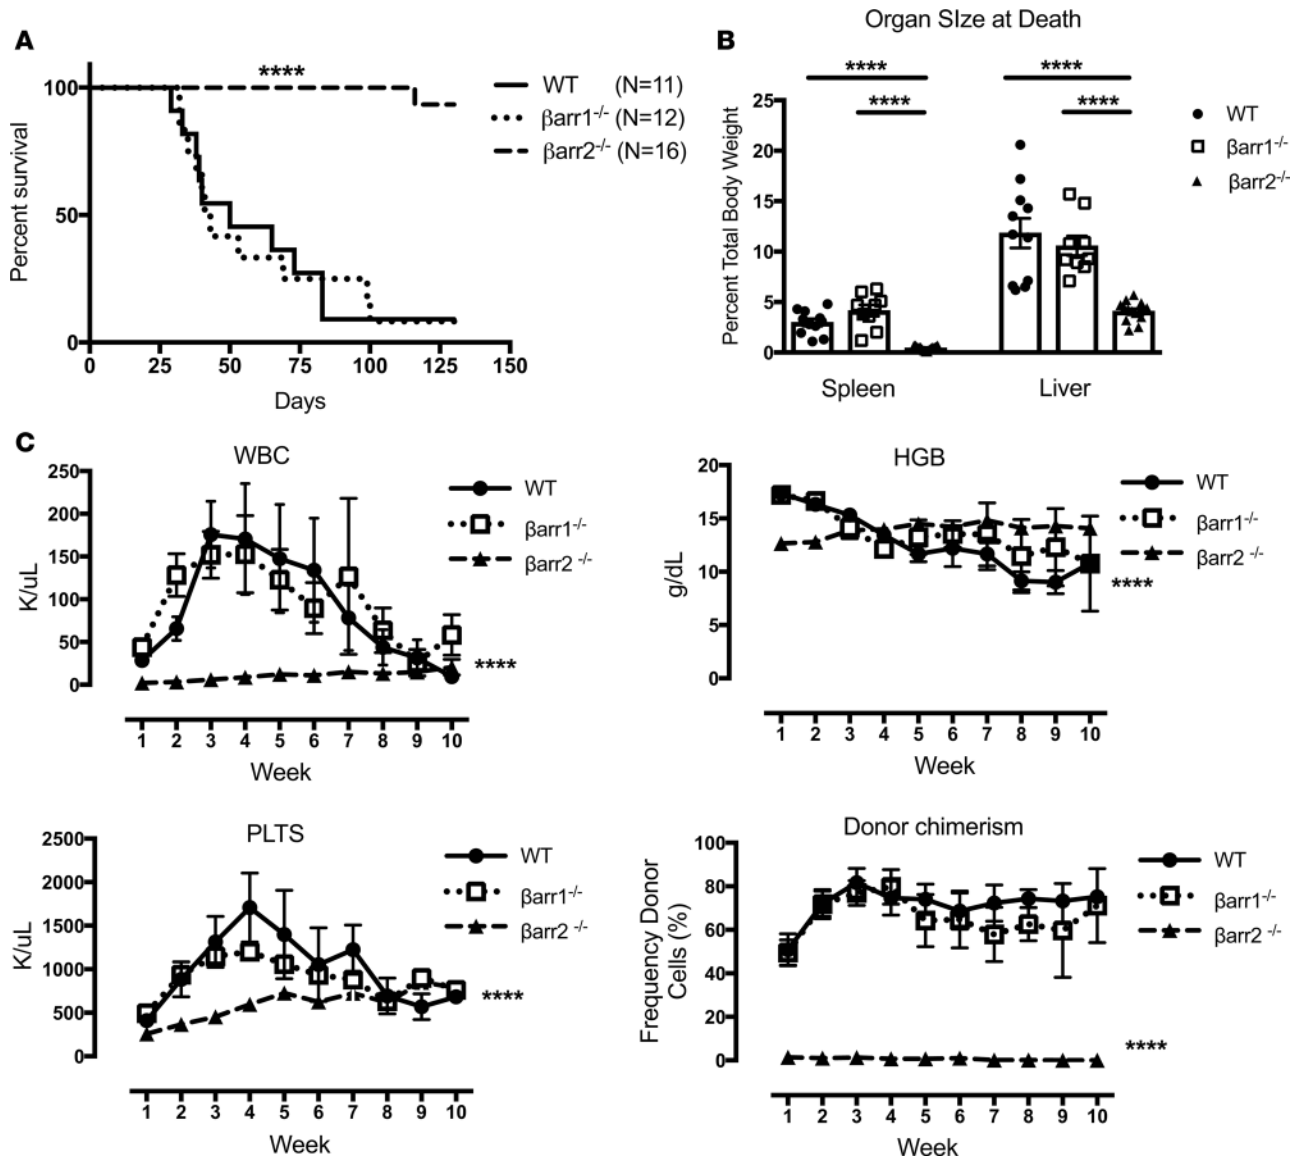 A
****
100
50
0
Percent survival
0 25 50 75 100 125 150
Days
WT (N=11)
βarr1-/- (N=12)
βarr2-/- (N=16)
Organ SIze at Death
B
**** ****
**** ****
25
20
15
10
5
0
Percent Total Body Weight
Spleen Liver
WT
βarr1-/-
βarr2-/-
C
WBC
250
200
150
100
50
0
K/uL
WT
βarr1-/-
βarr2 -/-
****
1 2 3 4 5 6 7 8 9 10
Week
HGB
20
15
10
5
0
g/dL
WT
βarr1-/-
βarr2 -/-
****
1 2 3 4 5 6 7 8 9 10
Week
PLTS
2500
2000
1500
1000
500
0
K/uL
WT
βarr1-/-
βarr2 -/-
****
1 2 3 4 5 6 7 8 9 10
Week
Donor chimerism
100
80
60
40
20
0
Frequency Donor
Cells (%)
WT
βarr1-/-
βarr2 -/-
****
1 2 3 4 5 6 7 8 9 10
Week